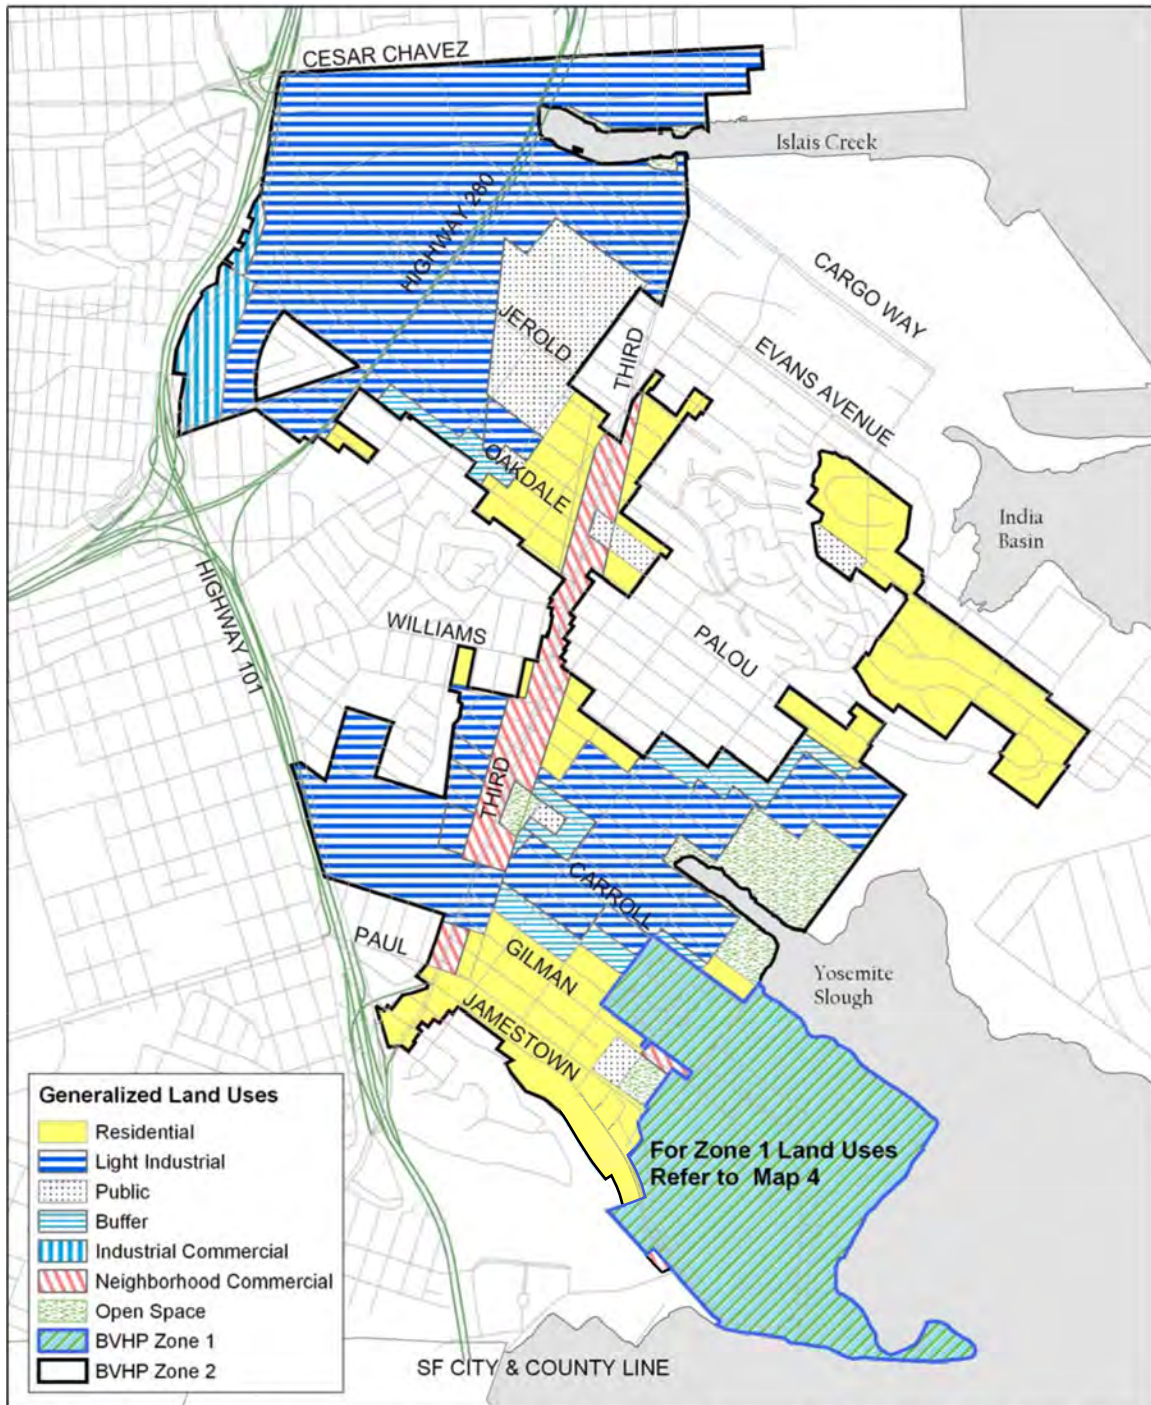 CESAR CHAVEZ
Islais Creek
HIGHWAY 280
CARGO WAY
JEROLD
THIRD
EVANS AVENUE
OAKDALE
India
Basin
HIGHWAY 101
WILLIAMS
PALOU
THIRD
CARROLL
PAUL
GILMAN
Yosemite
Slough
JAMESTOWN
For Zone 1 Land Uses
Refer to Map 4
Generalized Land Uses
Residential
Light Industrial
Public
Buffer
Industrial Commercial
Neighborhood Commercial
Open Space
BVHP Zone 1
BVHP Zone 2
SF CITY & COUNTY LINE